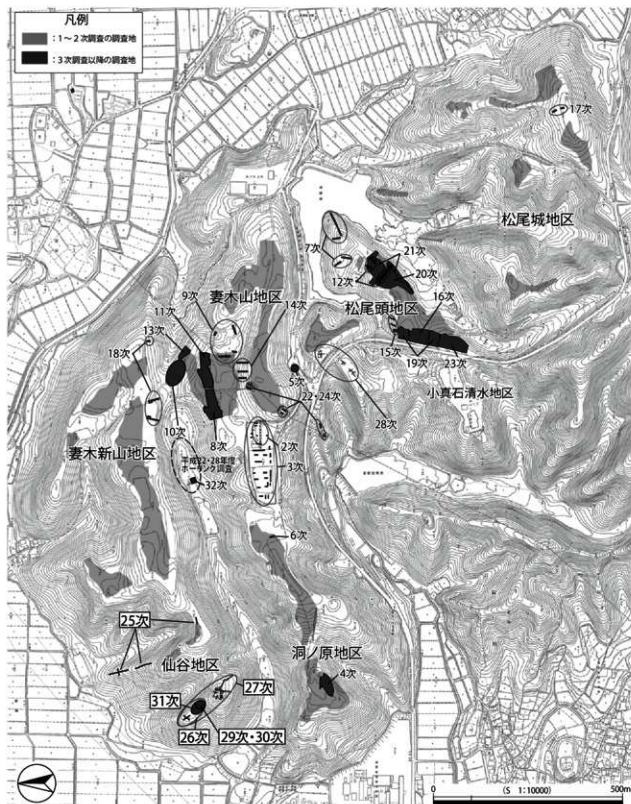 凡例
：1〜2次調査の調査地
：3次調査以降の調査地
17次
松尾城地区
7次
21次
12次
20次
松尾頭地区
16次
15次
19次
23次
小真石清水地区
9次
妻木山地区
14次
11次
13次
18次
5次
22・24次
28次
10次
8次
2次
3次
妻木新山地区
平成22・28年度
ボーリング調査
32次
6次
25次
仙谷地区
洞ノ原地区
4次
27次
31次
26次
29次・30次
0 (S 1:10000) 500m